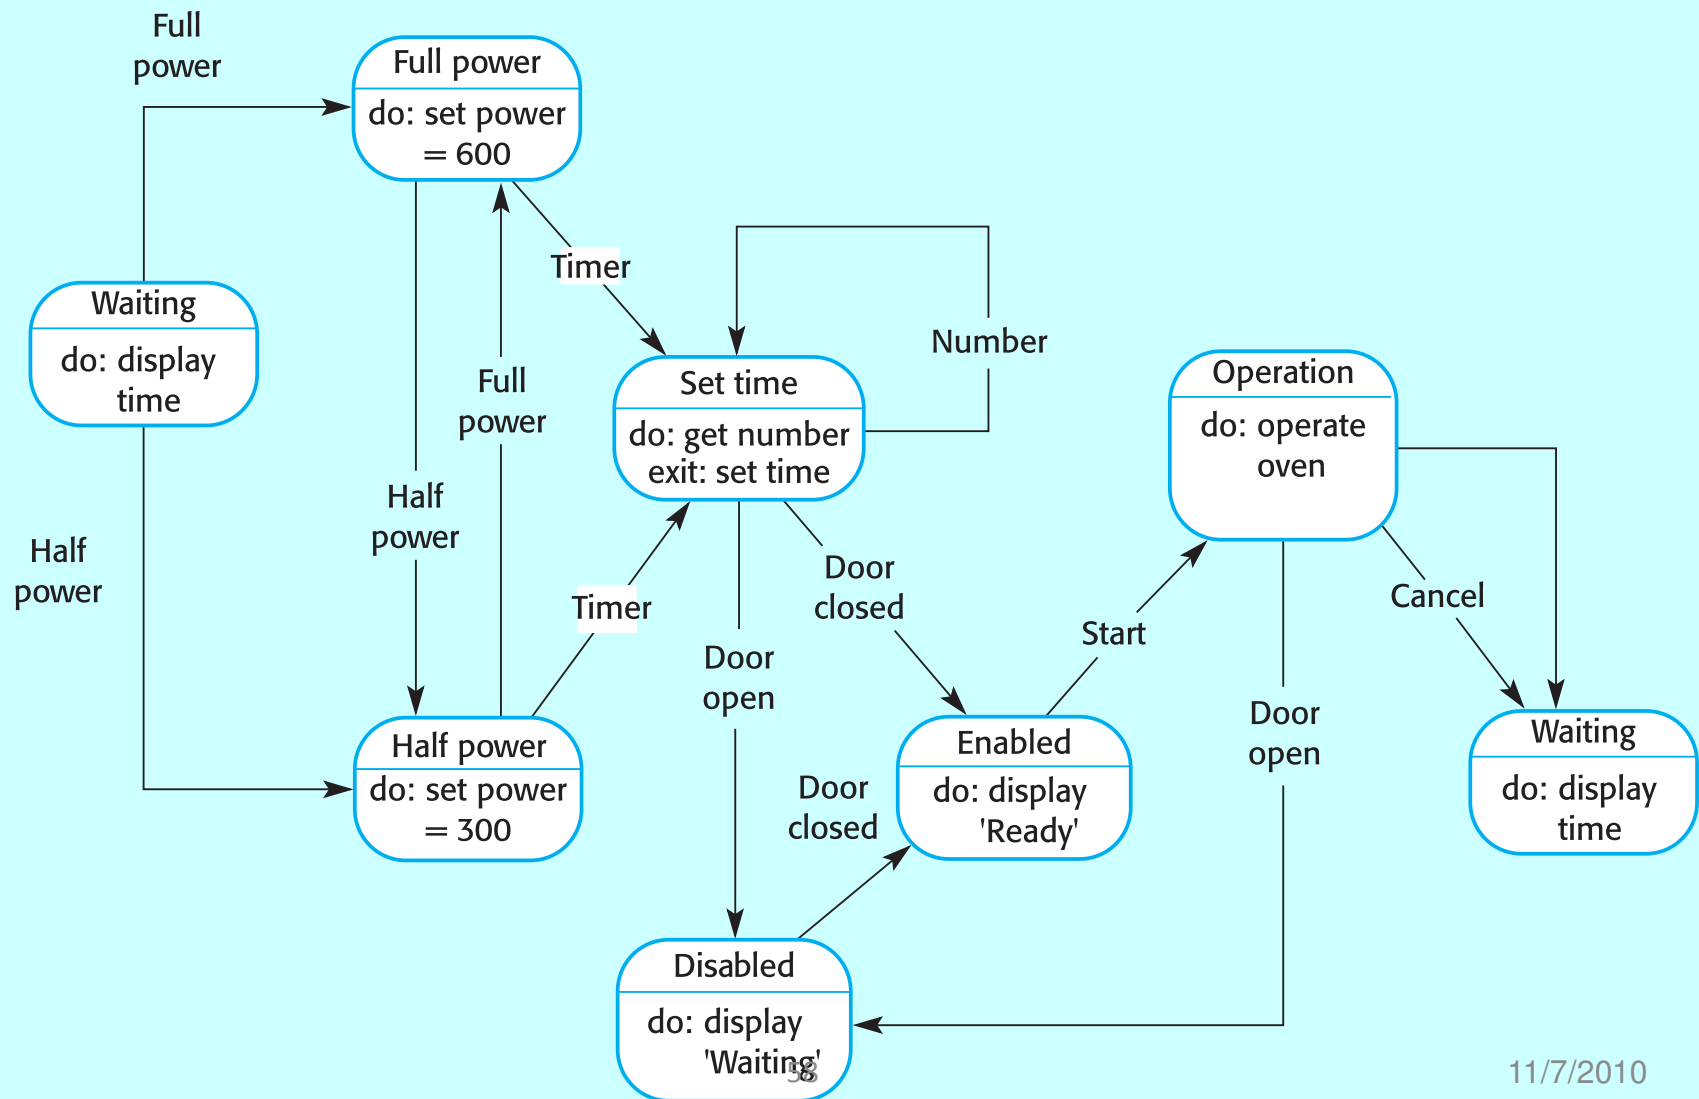 Full
power
Full power
do: set power
= 600
Timer
Waiting
do: display
time
Full
power
Number
Set time
do: get number
exit: set time
Operation
do: operate
oven
Half
power
Half
power
Timer
Door
closed
Door
open
Start
Cancel
Door
open
Half power
do: set power
= 300
Enabled
do: display
'Ready'
Door
closed
Waiting
do: display
time
Disabled
do: display
'Waiting'
58
11/7/2010